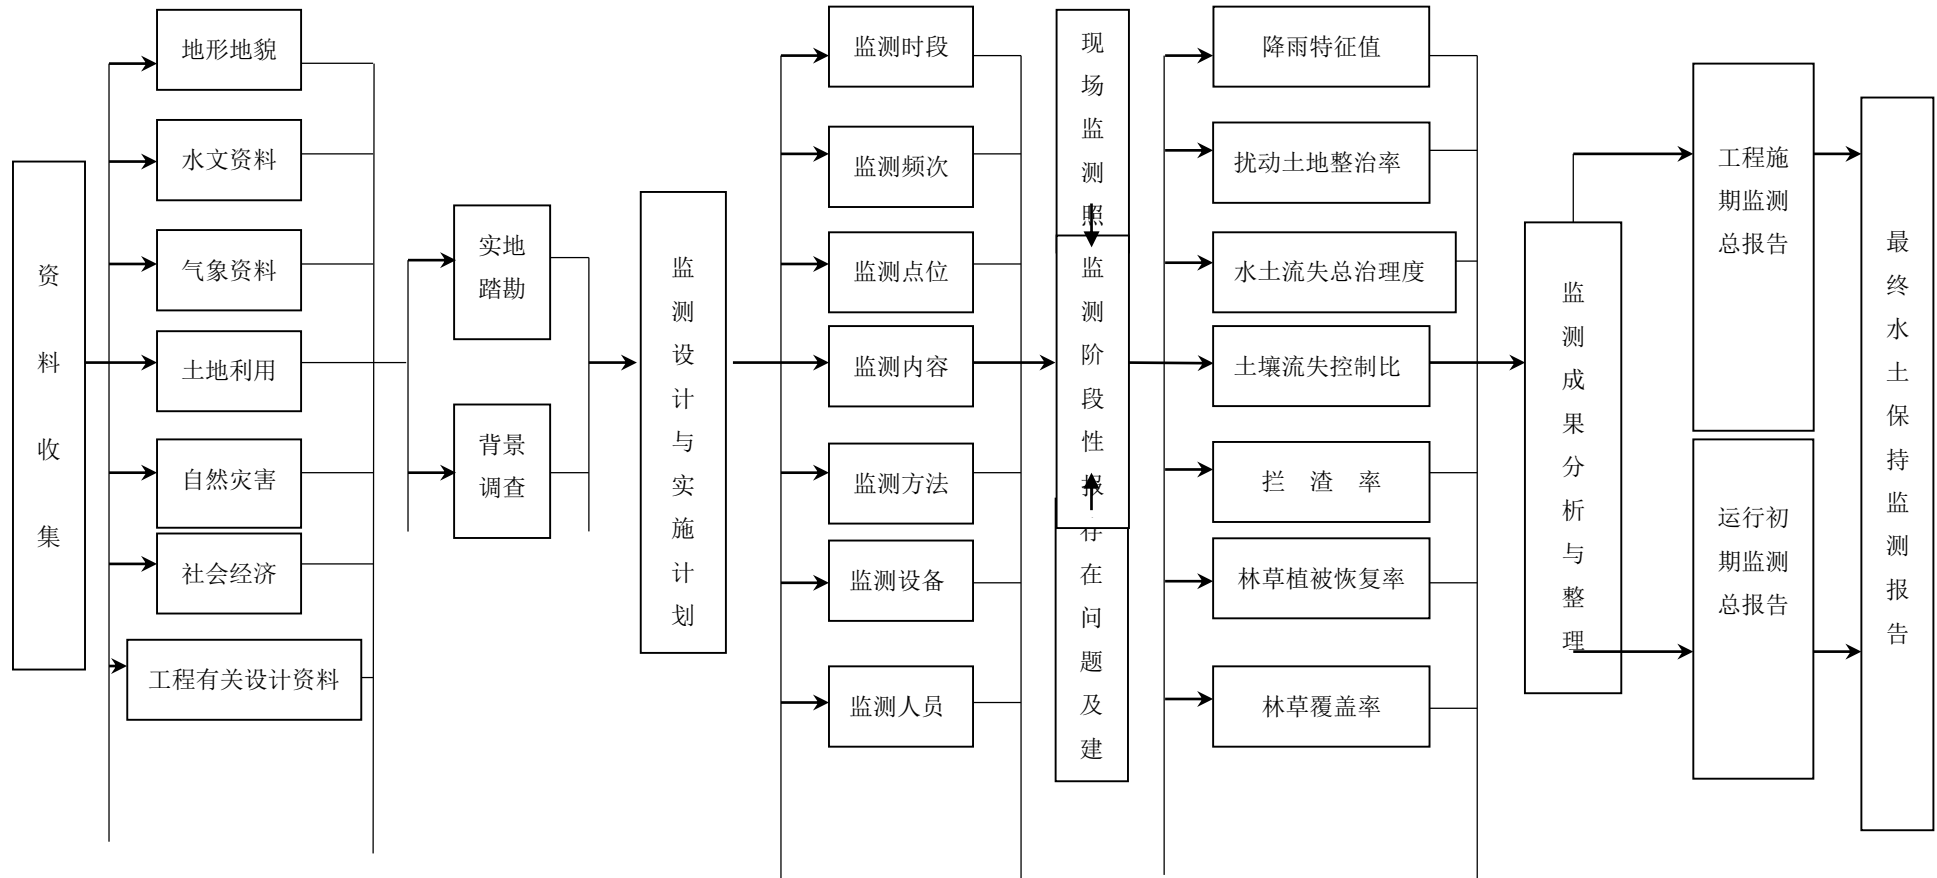 资料收集
地形地貌
水文资料
气象资料
土地利用
自然灾害
社会经济
工程有关设计资料
实地
踏勘
背景
调查
监测设计与实施计划
监测时段
监测频次
监测点位
监测内容
监测方法
监测设备
监测人员
现场监测照
监测阶段性报
存在问题及建
降雨特征值
扰动土地整治率
水土流失总治理度
土壤流失控制比
拦 渣 率
林草植被恢复率
林草覆盖率
监测成果分析与整理
工程施
期监测
总报告
运行初
期监测
总报告
最终水土保持监测报告